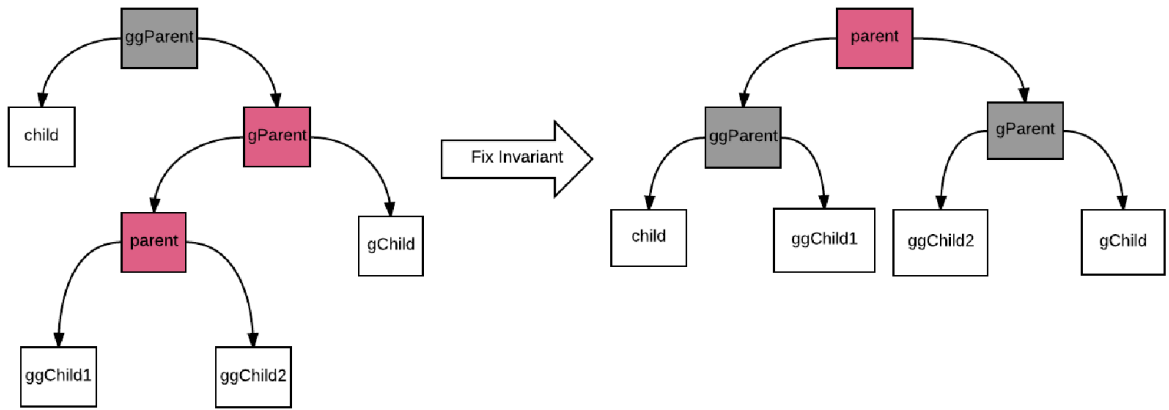 ggParent
child
gParent
parent
gChild
ggChild1
ggChild2
Fix Invariant
parent
ggParent
gParent
child
ggChild1
ggChild2
gChild